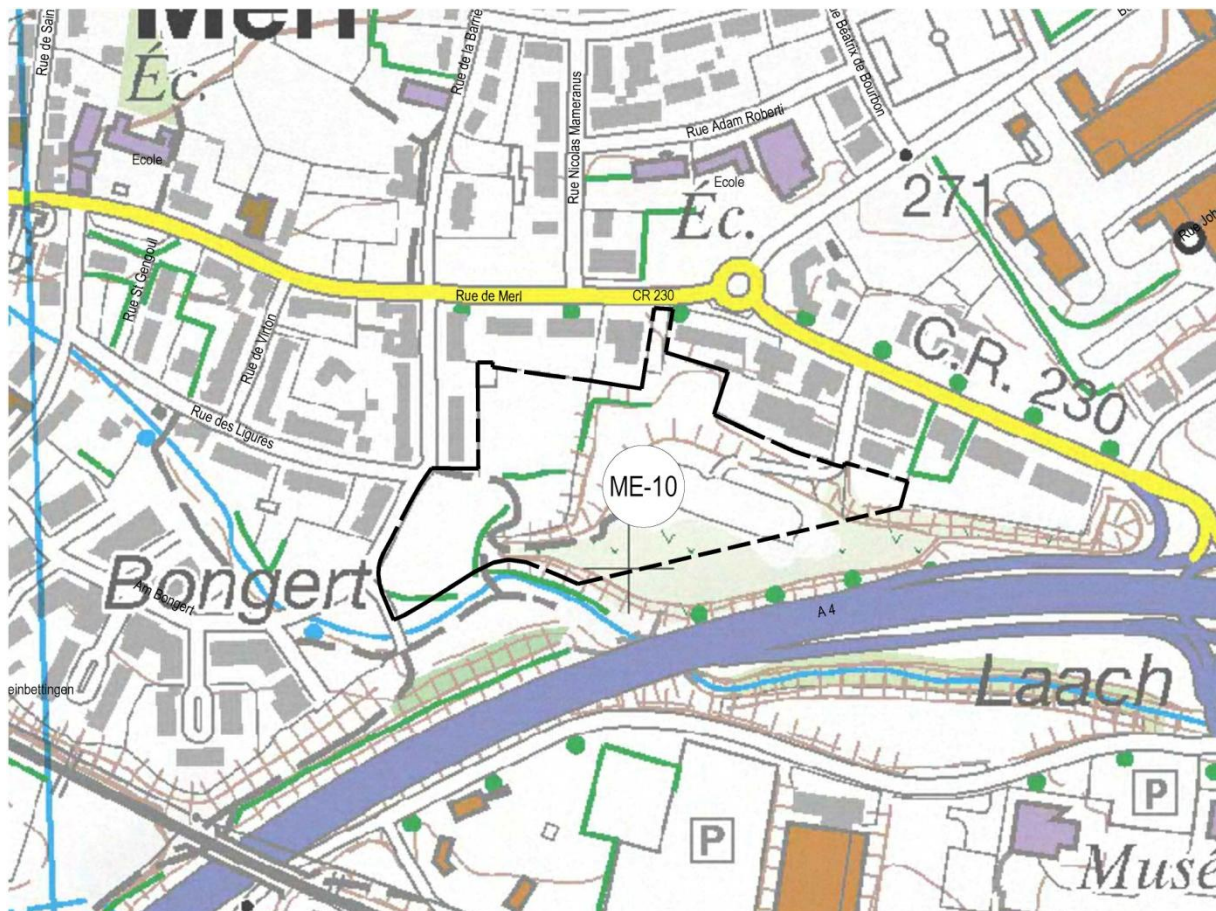 Merl
Rue de la Barrie
Éc.
Rue Nicolas Mameranus
Rue Béatrix de Bourbon
Rue Adam Roberti
Ecole
Ecole
Éc.
271
Rue St Gengoul
Rue de Virton
Rue de Merl
CR 230
C.R. 230
Rue des Ligures
ME-10
Bongert
Am Bongert
A 4
Laach
einbettingen
P
P
Musé